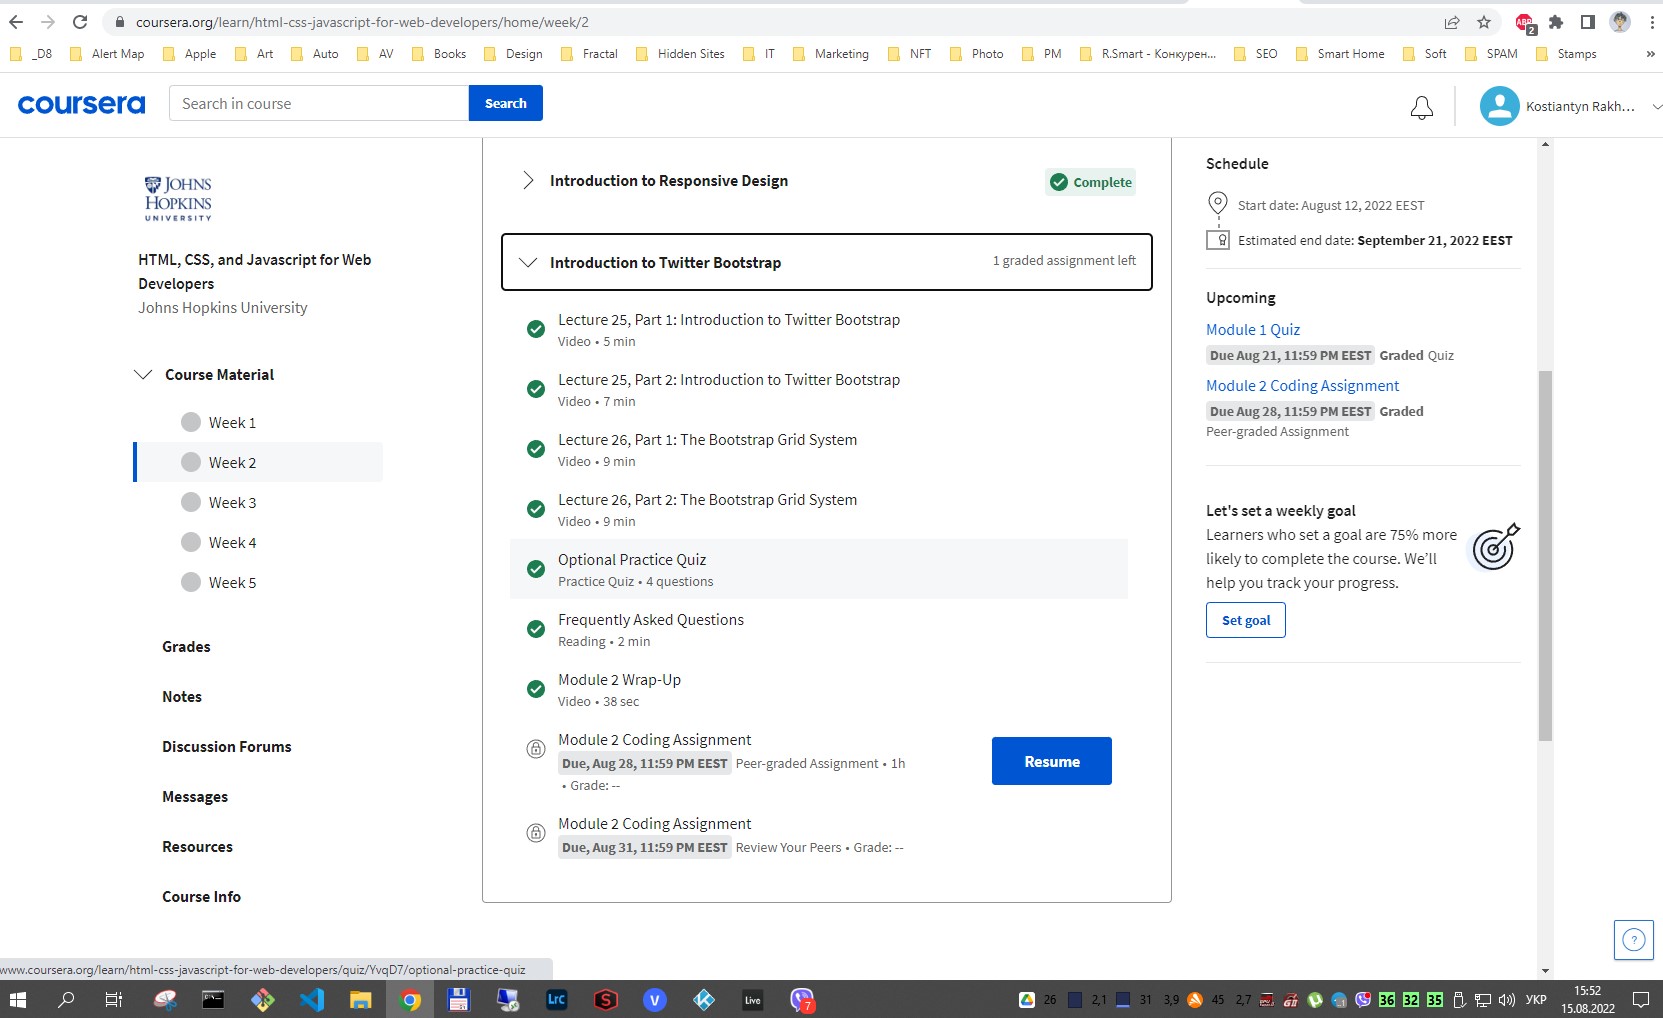 coursera.org/learn/html-css-javascript-for-web-developers/home/week/2
ABP 2
_D8 Alert Map Apple Art Auto AV Books Design Fractal Hidden Sites IT Marketing NFT Photo PM R.Smart - Конкурен... SEO Smart Home Soft SPAM Stamps »
coursera
Search in course
Search
Kostiantyn Rakh...
JOHNS
HOPKINS
UNIVERSITY
HTML, CSS, and Javascript for Web
Developers
Johns Hopkins University
Course Material
Week 1
Week 2
Week 3
Week 4
Week 5
Grades
Notes
Discussion Forums
Messages
Resources
Course Info
Introduction to Responsive Design
Complete
Introduction to Twitter Bootstrap
1 graded assignment left
Lecture 25, Part 1: Introduction to Twitter Bootstrap
Video • 5 min
Lecture 25, Part 2: Introduction to Twitter Bootstrap
Video • 7 min
Lecture 26, Part 1: The Bootstrap Grid System
Video • 9 min
Lecture 26, Part 2: The Bootstrap Grid System
Video • 9 min
Optional Practice Quiz
Practice Quiz • 4 questions
Frequently Asked Questions
Reading • 2 min
Module 2 Wrap-Up
Video • 38 sec
Module 2 Coding Assignment
Due, Aug 28, 11:59 PM EEST Peer-graded Assignment • 1h
• Grade: --
Resume
Module 2 Coding Assignment
Due, Aug 31, 11:59 PM EEST Review Your Peers • Grade: --
Schedule
Start date: August 12, 2022 EEST
Estimated end date: September 21, 2022 EEST
Upcoming
Module 1 Quiz
Due Aug 21, 11:59 PM EEST Graded Quiz
Module 2 Coding Assignment
Due Aug 28, 11:59 PM EEST Graded
Peer-graded Assignment
Let's set a weekly goal
Learners who set a goal are 75% more
likely to complete the course. We’ll
help you track your progress.
Set goal
?
www.coursera.org/learn/html-css-javascript-for-web-developers/quiz/YvqD7/optional-practice-quiz
Lrc S V Live 7
26 2,1 31 3,9 45 2,7 36 32 35 УКР
15:52
15.08.2022